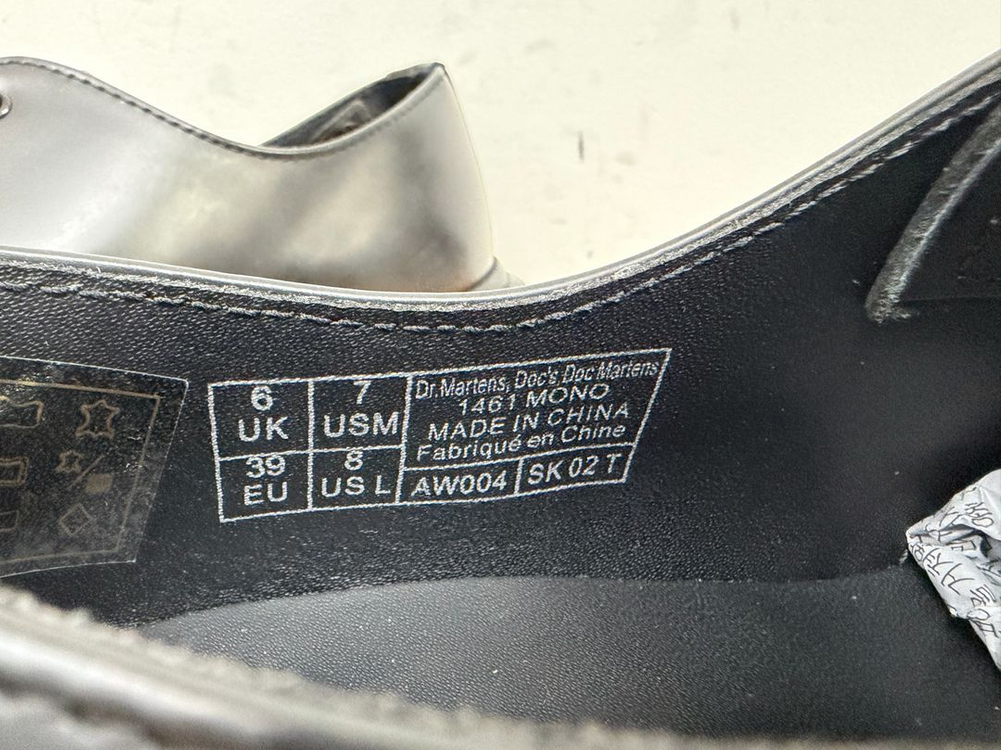 6
UK
7
USM
39
EU
8
US L
Dr.Martens, Doc's, Doc Martens
1461 MONO
MADE IN CHINA
Fabriqué en Chine
AW004
SK 02 T